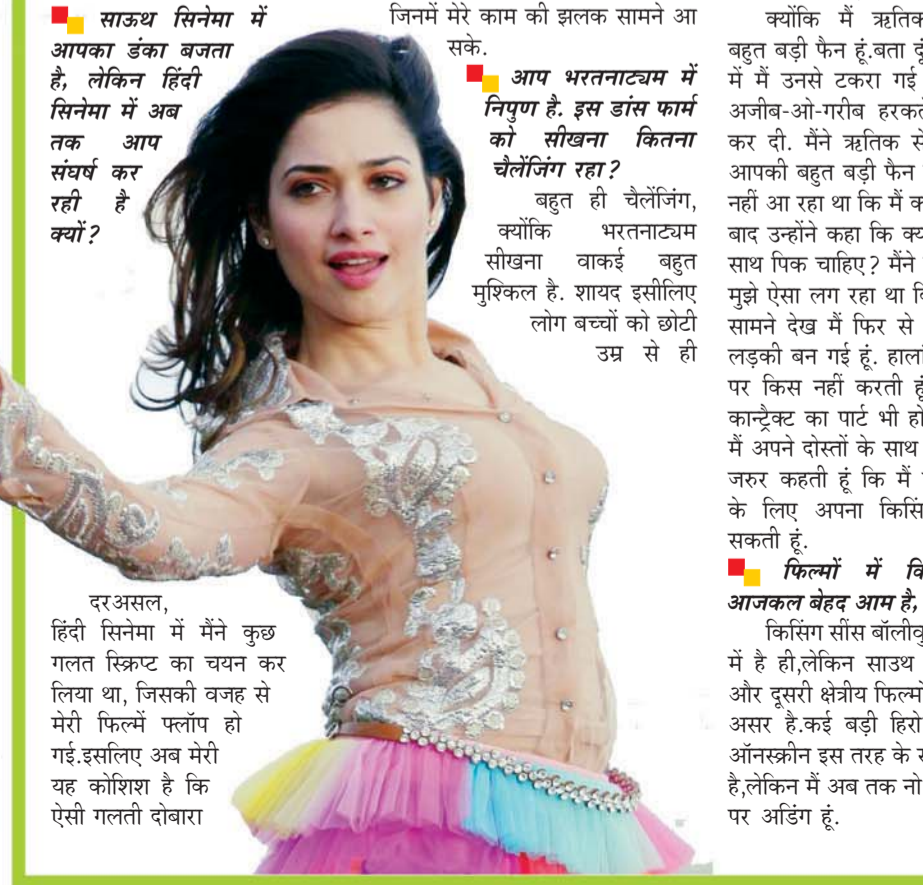 साऊथ सिनेमा में
आपका डंका बजता
है, लेकिन हिंदी
सिनेमा में अब
तक आप
संघर्ष कर
रही है
क्यों?
दरअसल,
हिंदी सिनेमा में मैंने कुछ
गलत स्क्रिप्ट का चयन कर
लिया था, जिसकी वजह से
मेरी फिल्में फ्लॉप हो
गई.इसलिए अब मेरी
यह कोशिश है कि
ऐसी गलती दोबारा
जिनमें मेरे काम की झलक सामने आ
सके.
आप भरतनाट्यम में
निपुण है. इस डांस फार्म
को सीखना कितना
चैलेंजिंग रहा?
बहुत ही चैलेंजिंग,
क्योंकि भरतनाट्यम
सीखना वाकई बहुत
मुश्किल है. शायद इसीलिए
लोग बच्चों को छोटी
उम्र से ही
क्योंकि मैं ऋतिक
बहुत बड़ी फैन हूं.बता दूं
में मैं उनसे टकरा गई
अजीब-ओ-गरीब हरकत
कर दी. मैंने ऋतिक से
आपकी बहुत बड़ी फैन
नहीं आ रहा था कि मैं
बाद उन्होंने कहा कि
साथ पिक चाहिए? मैंने
मुझे ऐसा लग रहा था
सामने देख मैं फिर से
लड़की बन गई हूं.
पर किस नहीं करती हूं
कान्ट्रैक्ट का पार्ट भी
मैं अपने दोस्तों के साथ
जरुर कहती हूं कि मैं
के लिए अपना
सकती हूं.
फिल्मों में
आजकल बेहद आम है,
किसिंग सींस
में है ही,लेकिन साउथ
और दूसरी क्षेत्रीय
असर है.कई बड़ी
ऑनस्क्रीन इस तरह के
है,लेकिन मैं अब तक नो
पर अडिंग हूं.